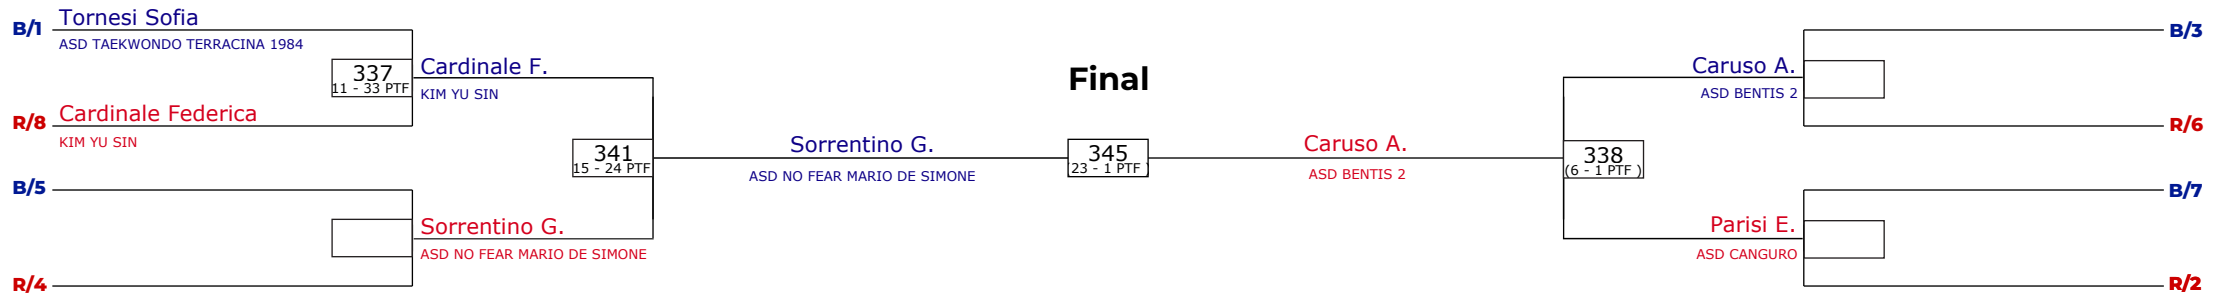 B/1
Tornesi Sofia
ASD TAEKWONDO TERRACINA 1984
337
11 - 33 PTF
R/8
Cardinale Federica
KIM YU SIN
Cardinale F.
KIM YU SIN
341
15 - 24 PTF
B/5
R/4
Sorrentino G.
ASD NO FEAR MARIO DE SIMONE
Sorrentino G.
ASD NO FEAR MARIO DE SIMONE
Final
345
23 - 1 PTF )
Caruso A.
ASD BENTIS 2
338
(6 - 1 PTF )
Caruso A.
ASD BENTIS 2
B/3
R/6
Parisi E.
ASD CANGURO
B/7
R/2